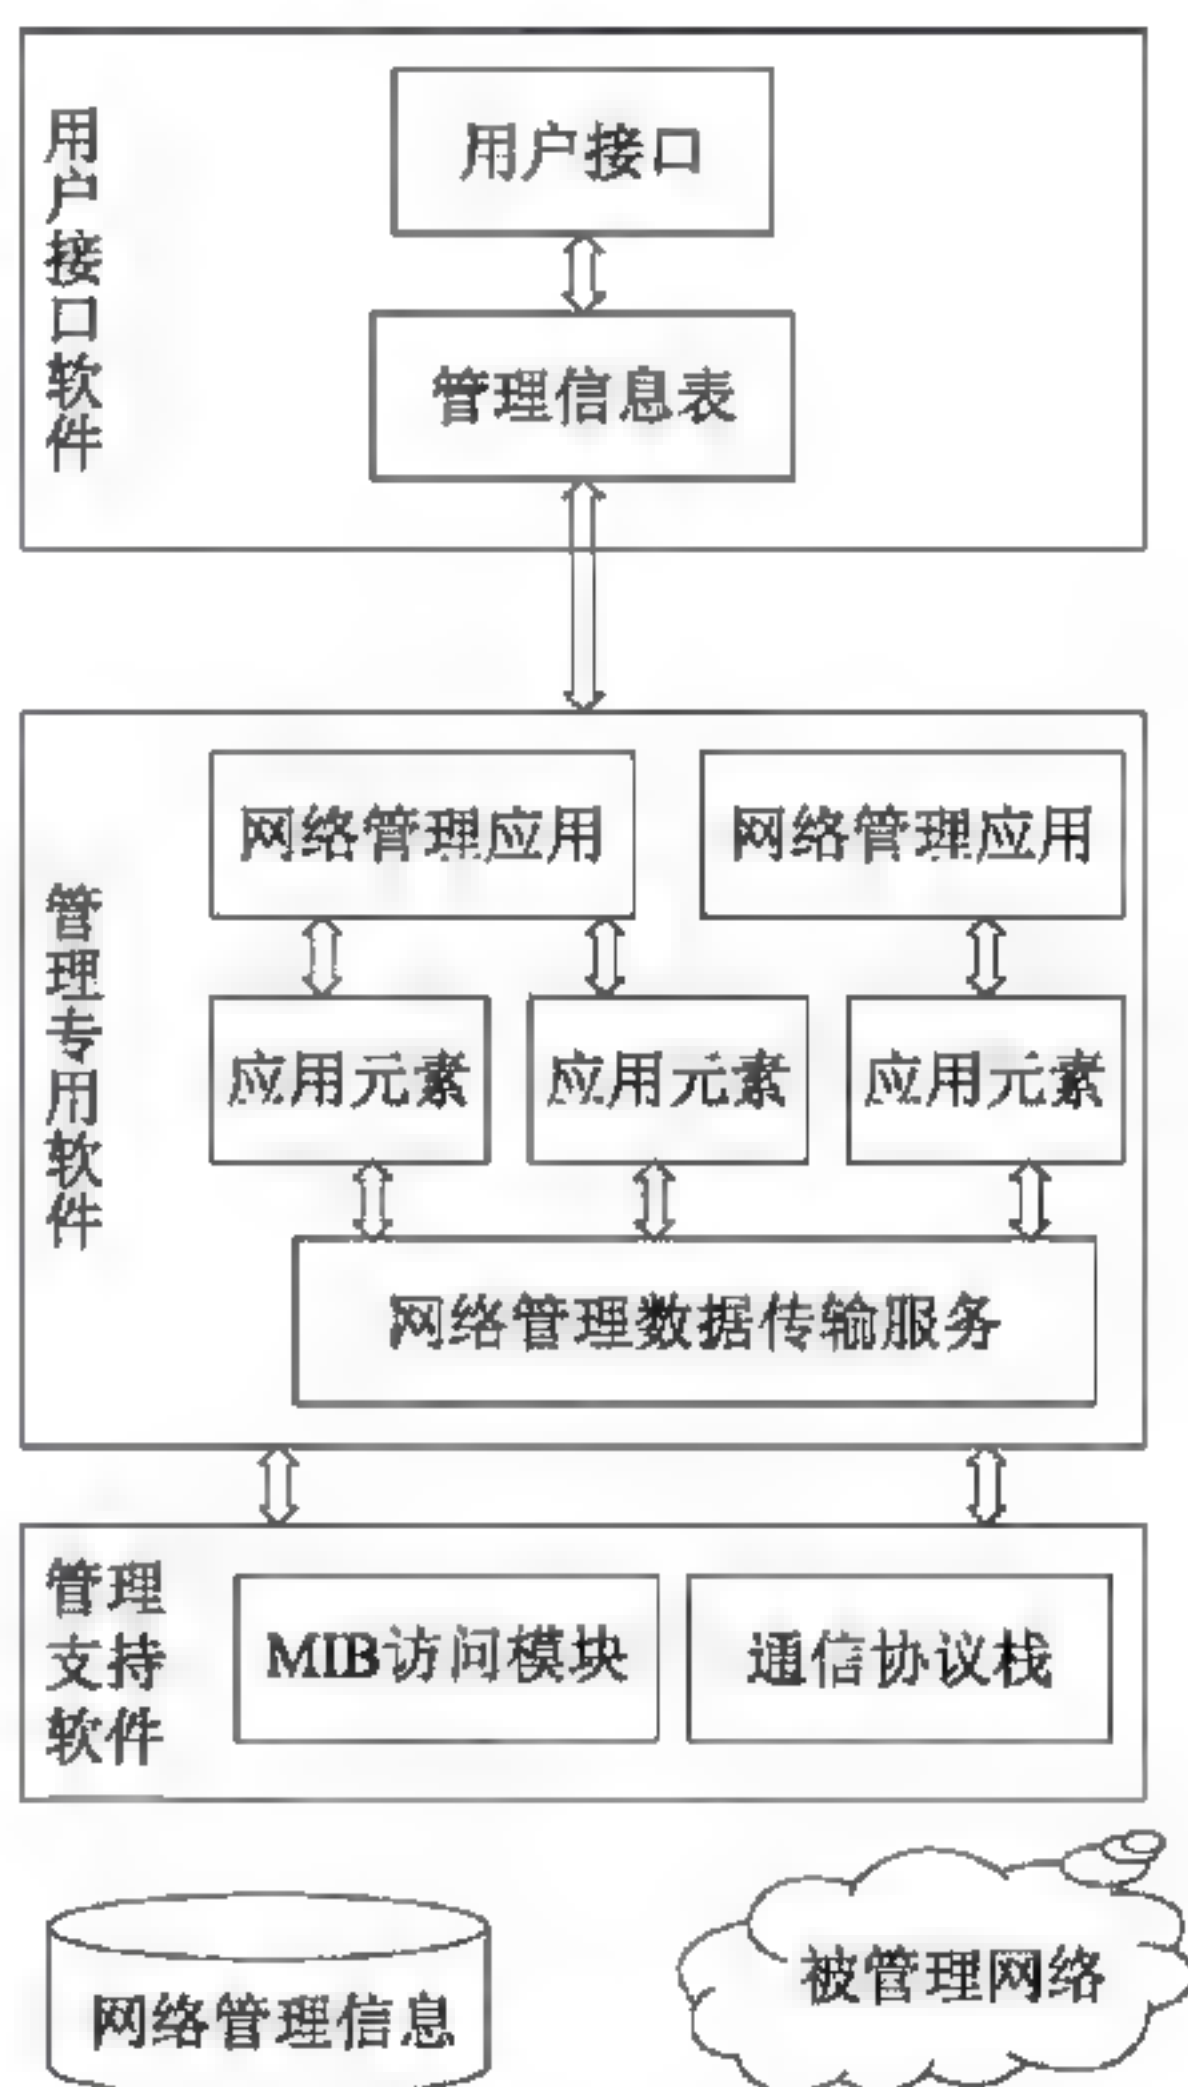 用户接口软件
用户接口
管理信息表
管理专用软件
网络管理应用
网络管理应用
应用元素
应用元素
应用元素
网络管理数据传输服务
管理
支持
软件
MIB访问模块
通信协议栈
网络管理信息
被管理网络